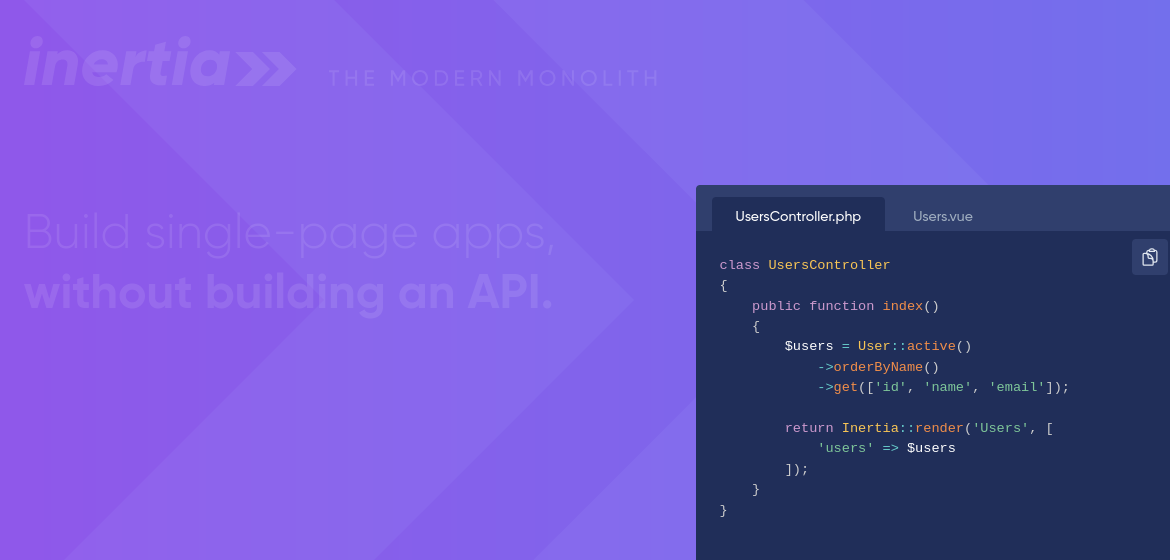 inertia
THE MODERN MONOLITH
Build single-page apps,
without building an API.
UsersController.php
Users.vue
class UsersController
{
    public function index()
    {
        $users = User::active()
            ->orderByName()
            ->get(['id', 'name', 'email']);

        return Inertia::render('Users', [
            'users' => $users
        ]);
    }
}